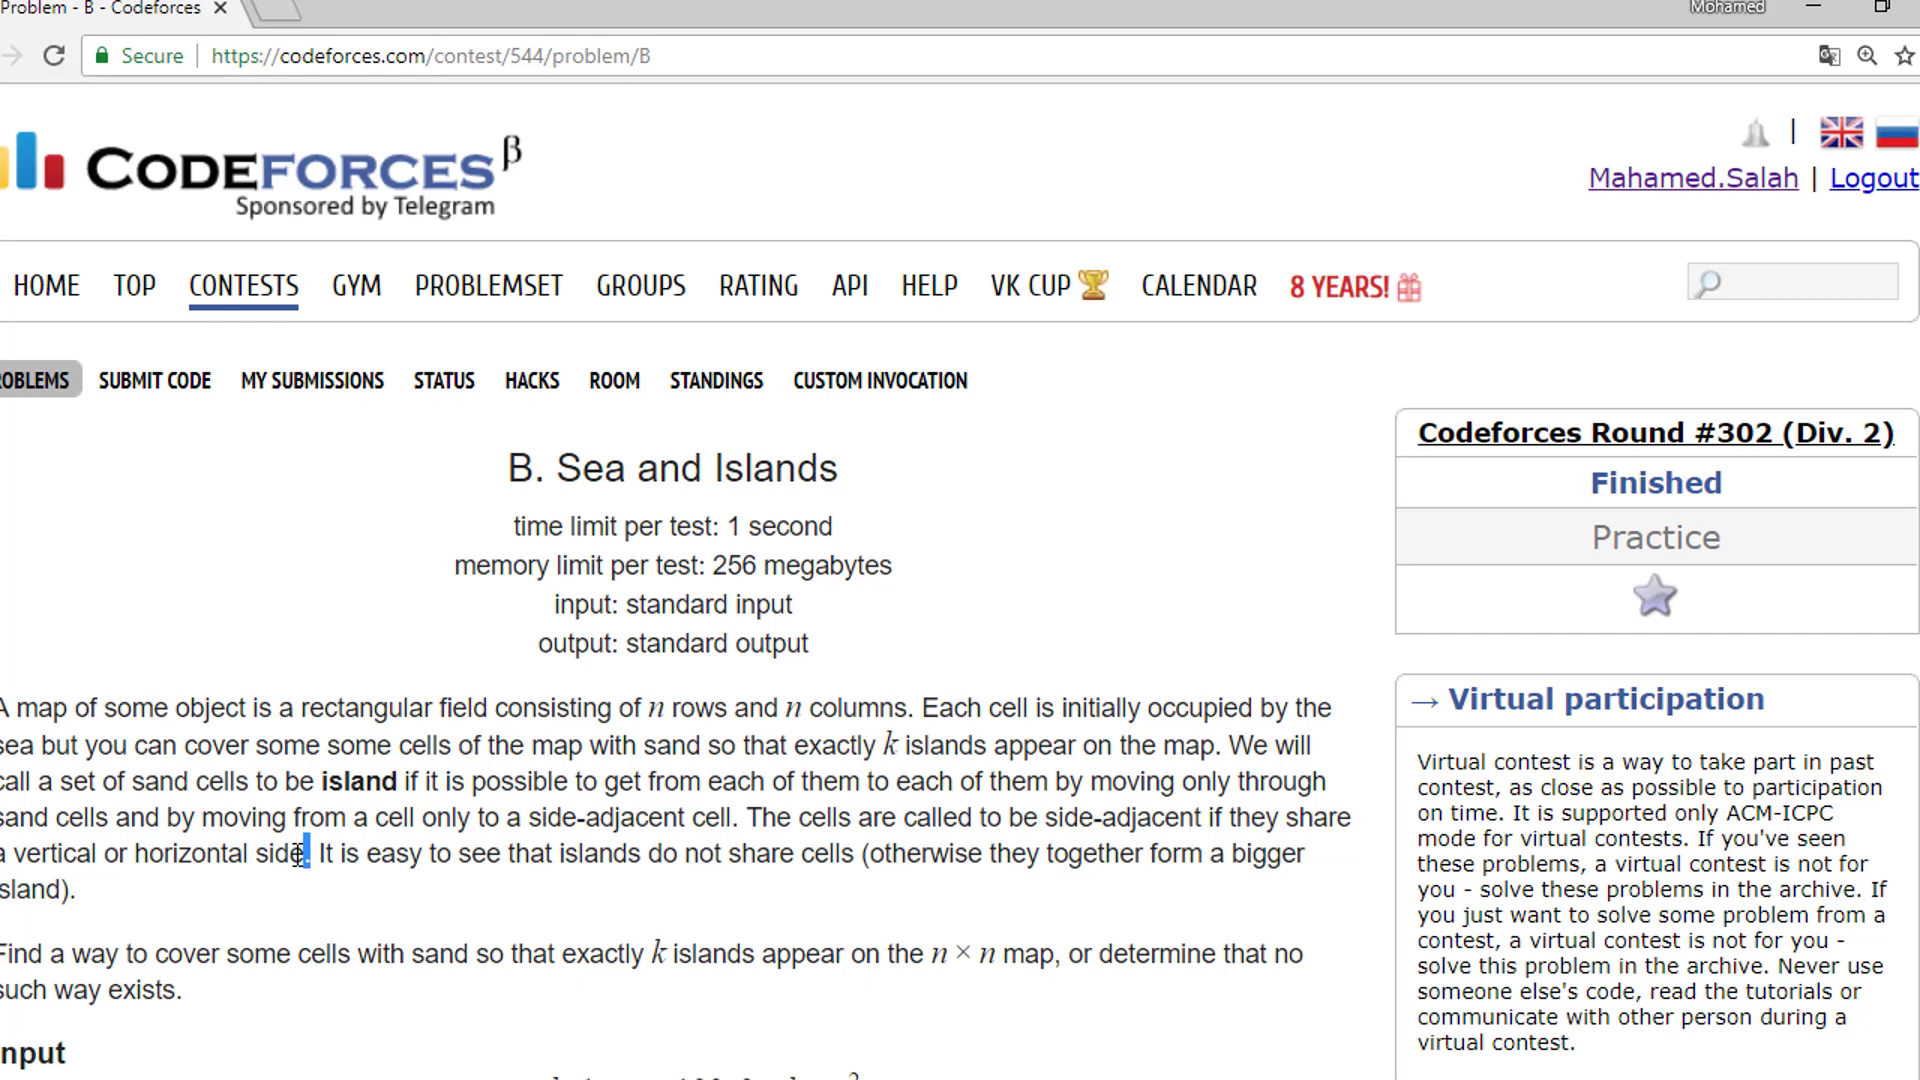 Problem - B - Codeforces
Mohamed
Secure https://codeforces.com/contest/544/problem/B
CODEFORCES β
Sponsored by Telegram
Mahamed.Salah | Logout
HOME TOP CONTESTS GYM PROBLEMSET GROUPS RATING API HELP VK CUP CALENDAR 8 YEARS!
OBLEMS SUBMIT CODE MY SUBMISSIONS STATUS HACKS ROOM STANDINGS CUSTOM INVOCATION
B. Sea and Islands
time limit per test: 1 second
memory limit per test: 256 megabytes
input: standard input
output: standard output
A map of some object is a rectangular field consisting of n rows and n columns. Each cell is initially occupied by the
sea but you can cover some some cells of the map with sand so that exactly k islands appear on the map. We will
call a set of sand cells to be island if it is possible to get from each of them to each of them by moving only through
sand cells and by moving from a cell only to a side-adjacent cell. The cells are called to be side-adjacent if they share
a vertical or horizontal side. It is easy to see that islands do not share cells (otherwise they together form a bigger
island).
Find a way to cover some cells with sand so that exactly k islands appear on the n × n map, or determine that no
such way exists.
nput
Codeforces Round #302 (Div. 2)
Finished
Practice
→ Virtual participation
Virtual contest is a way to take part in past
contest, as close as possible to participation
on time. It is supported only ACM-ICPC
mode for virtual contests. If you've seen
these problems, a virtual contest is not for
you - solve these problems in the archive. If
you just want to solve some problem from a
contest, a virtual contest is not for you -
solve this problem in the archive. Never use
someone else's code, read the tutorials or
communicate with other person during a
virtual contest.